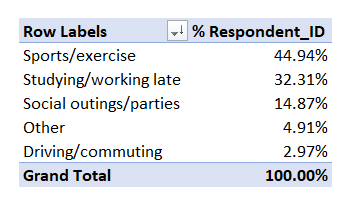 Row Labels % Respondent_ID
Sports/exercise 44.94%
Studying/working late 32.31%
Social outings/parties 14.87%
Other 4.91%
Driving/commuting 2.97%
Grand Total 100.00%